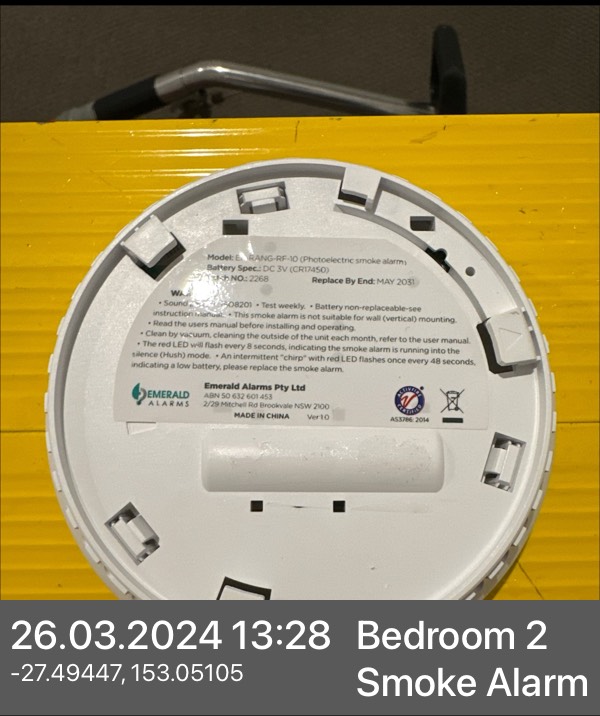 Model: RANG-RF-10 (Photoelectric smoke alarm)
Battery Spec.: DC 3V (CR17450)
NO.: 2268 Replace By End: MAY 2031
• Test weekly. • Battery non-replaceable-see
instruction manual. • This smoke alarm is not suitable for wall (vertical) mounting.
• Read the users manual before installing and operating.
• Clean by vacuum, cleaning the outside of the unit each month, refer to the user manual.
• The red LED will flash every 8 seconds, indicating the smoke alarm is running into the
silence (Hush) mode. • An intermittent "chirp" with red LED flashes once every 48 seconds,
indicating a low battery, please replace the smoke alarm.
EMERALD
ALARMS
Emerald Alarms Pty Ltd
ABN 50 632 601 453
2/29 Mitchell Rd Brookvale NSW 2100
MADE IN CHINA Ver1.0
AS3786: 2014
26.03.2024 13:28
-27.49447, 153.05105
Bedroom 2
Smoke Alarm